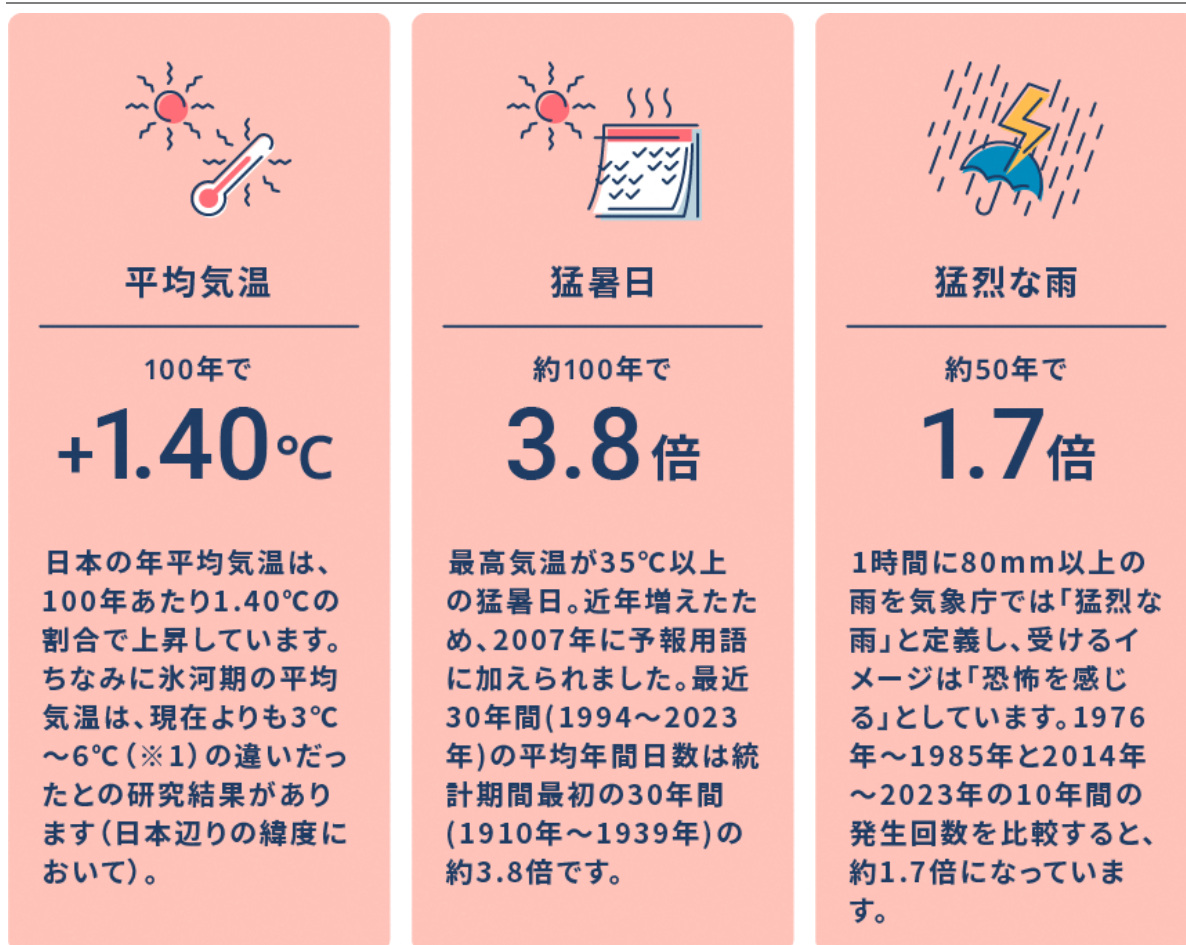 平均気温
100年で
+1.40℃
日本の年平均気温は、
100年あたり1.40℃の
割合で上昇しています。
ちなみに氷河期の平均
気温は、現在よりも3℃
～6℃（※1）の違いだっ
たとの研究結果があり
ます（日本辺りの緯度に
おいて）。
猛暑日
約100年で
3.8倍
最高気温が35℃以上
の猛暑日。近年増えたた
め、2007年に予報用語
に加えられました。最近
30年間(1994～2023
年)の平均年間日数は統
計期間最初の30年間
(1910年～1939年)の
約3.8倍です。
猛烈な雨
約50年で
1.7倍
1時間に80mm以上の
雨を気象庁では「猛烈な
雨」と定義し、受けるイ
メージは「恐怖を感じ
る」としています。1976
年～1985年と2014年
～2023年の10年間の
発生回数を比較すると、
約1.7倍になっていま
す。